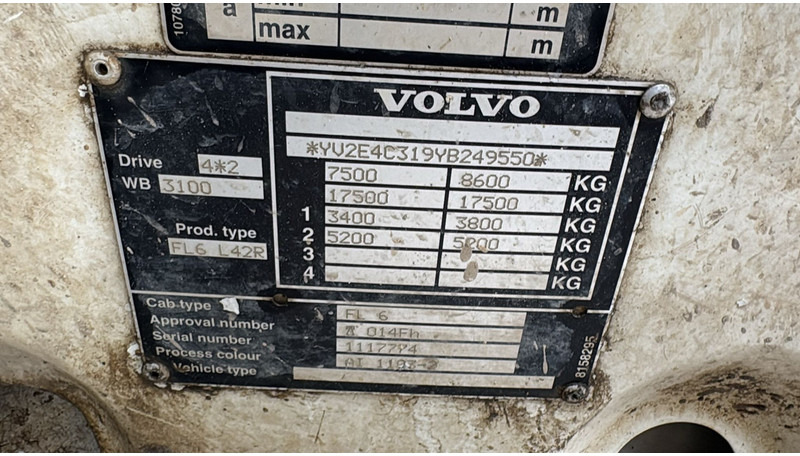 10780
a
max m
m
VOLVO
*YV2E4C319YB249550*
Drive 4*2
WB 3100
7500 8600 KG
17500 17500 KG
1 3400 3800 KG
2 5200 KG
3 KG
4 KG
Prod. type
FL6 L42R
Cab type FL 6
Approval number 014Fh
Serial number
Process colour
Vehicle type
8158295